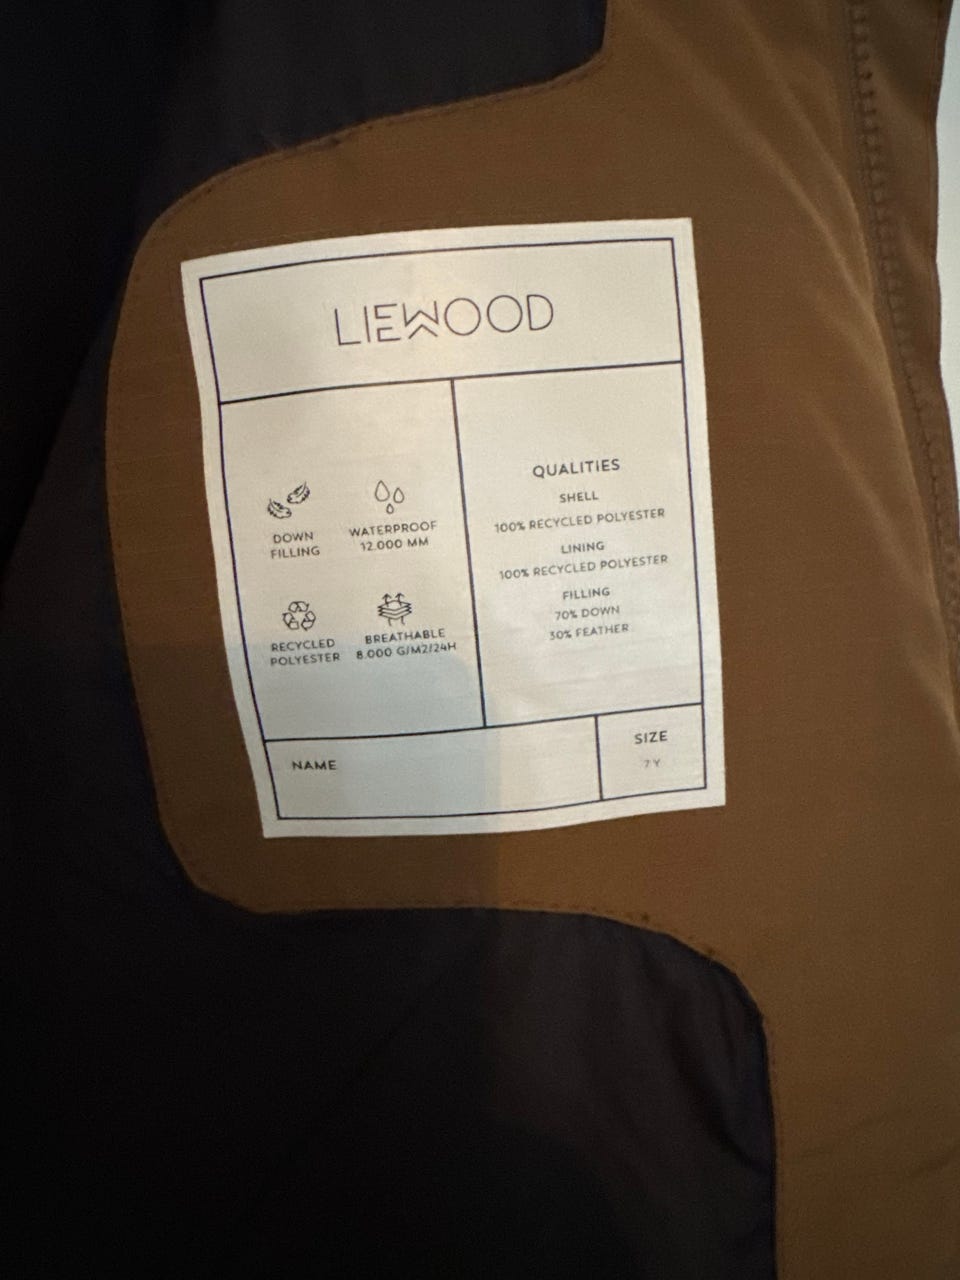 LIEWOOD
DOWN
FILLING
WATERPROOF
12.000 MM
RECYCLED
POLYESTER
BREATHABLE
8.000 G/M2/24H
QUALITIES
SHELL
100% RECYCLED POLYESTER
LINING
100% RECYCLED POLYESTER
FILLING
70% DOWN
30% FEATHER
NAME
SIZE
7Y